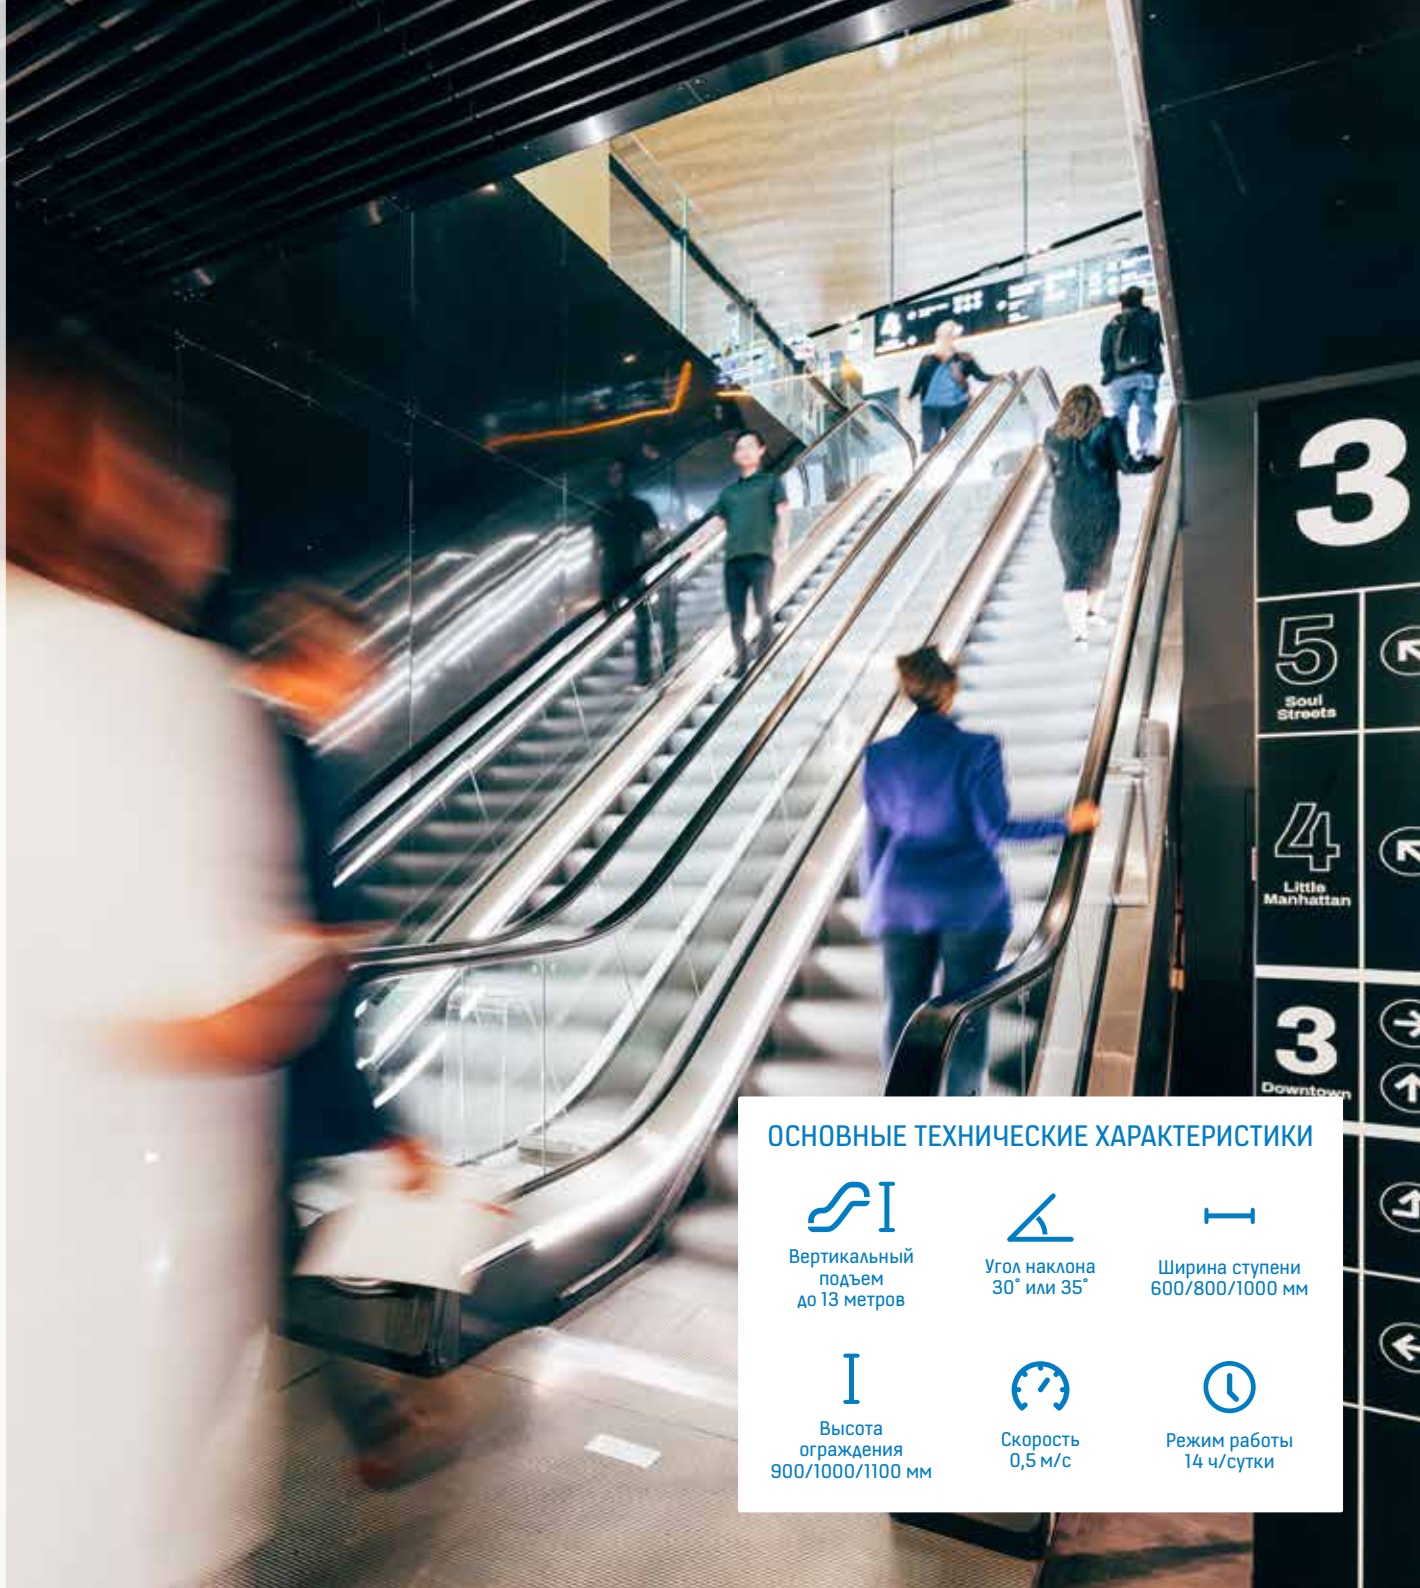 4
3
5
Soul
Streets
4
Little
Manhattan
3
Downtown
ОСНОВНЫЕ ТЕХНИЧЕСКИЕ ХАРАКТЕРИСТИКИ
Вертикальный
подъем
до 13 метров
Угол наклона
30° или 35°
Ширина ступени
600/800/1000 мм
Высота
ограждения
900/1000/1100 мм
Скорость
0,5 м/с
Режим работы
14 ч/сутки